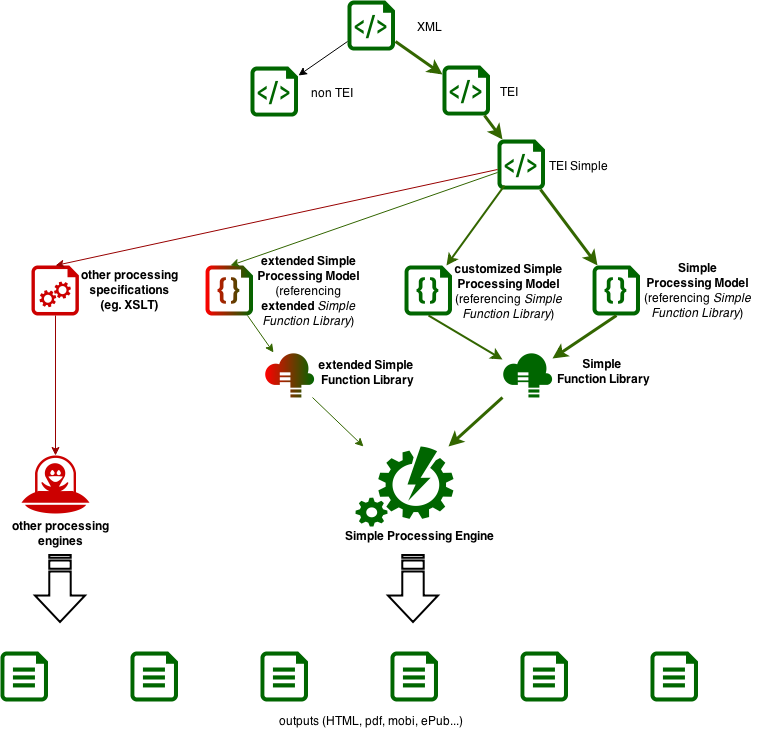 XML
non TEI
TEI
TEI Simple
other processing
specifications
(eg. XSLT)
extended Simple
Processing Model
(referencing
extended Simple
Function Library)
customized Simple
Processing Model
(referencing Simple
Function Library)
Simple
Processing Model
(referencing Simple
Function Library)
extended Simple
Function Library
Simple
Function Library
other processing
engines
Simple Processing Engine
outputs (HTML, pdf, mobi, ePub...)